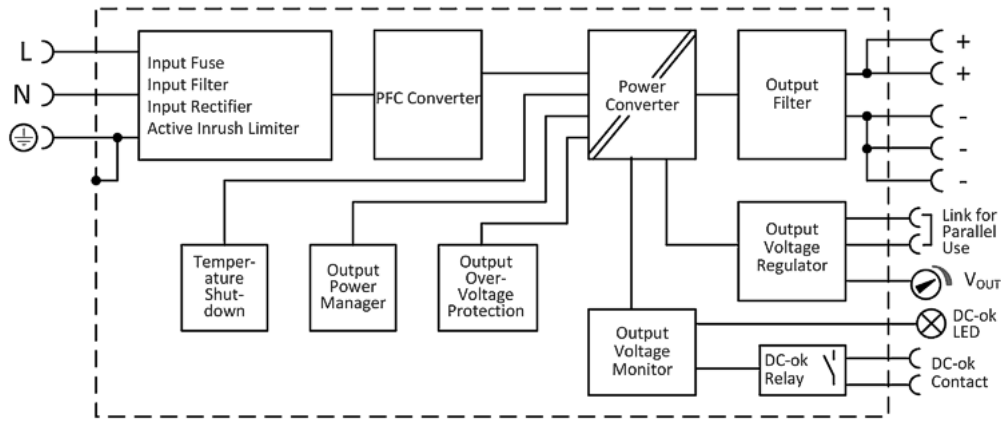 L
N
Input Fuse
Input Filter
Input Rectifier
Active Inrush Limiter
PFC Converter
Power
Converter
Output
Filter
+
+
-
-
-
Temper-
ature
Shut-
down
Output
Power
Manager
Output
Over-
Voltage
Protection
Output
Voltage
Regulator
Link for
Parallel
Use
VOUT
Output
Voltage
Monitor
DC-ok
LED
DC-ok
Relay
DC-ok
Contact